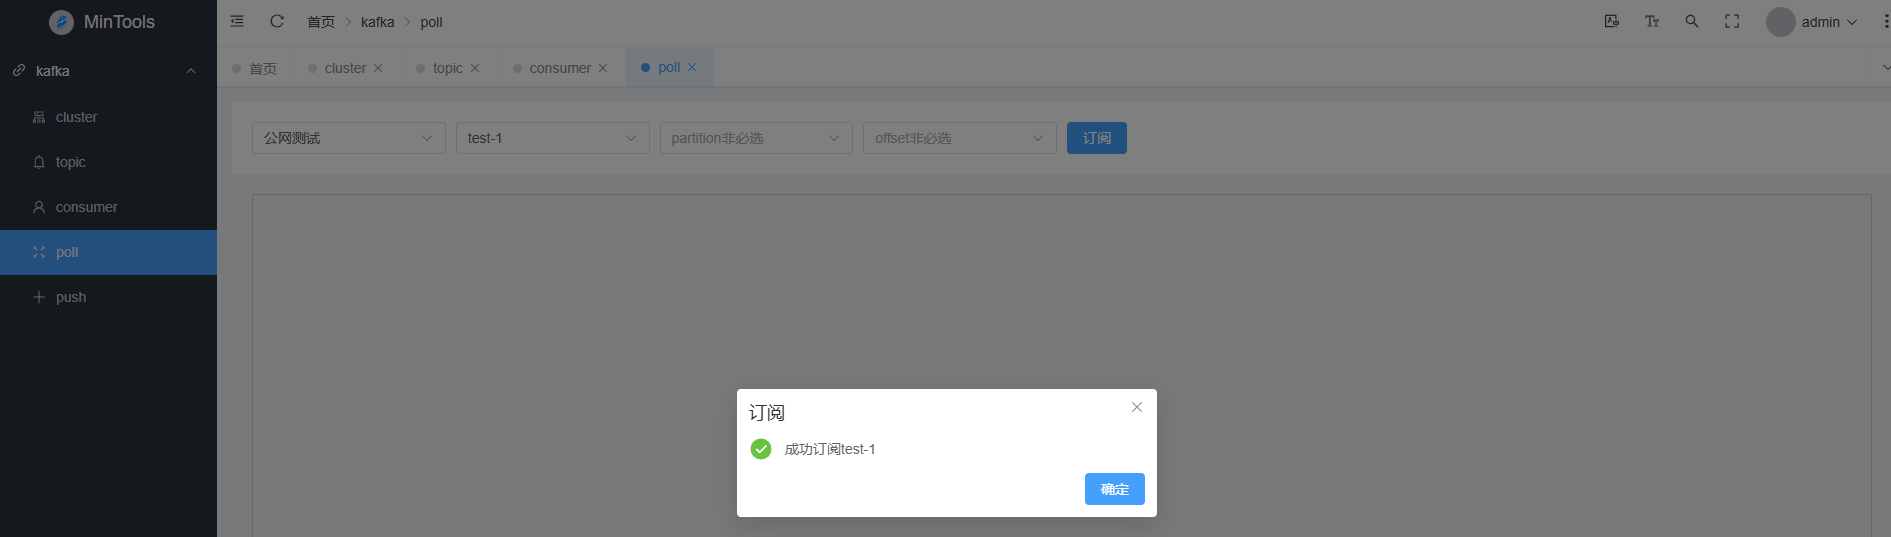 MinTools
首页 kafka poll
admin
kafka
首页 cluster topic consumer poll
cluster
topic
consumer
poll
push
公网测试 test-1 partition非必选 offset非必选 订阅
订阅
成功订阅test-1
确定